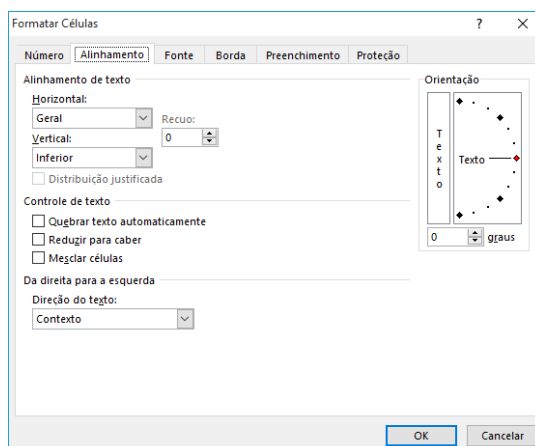 Formatar Células
Número Alinhamento Fonte Borda Preenchimento Proteção
Alinhamento de texto
Horizontal:
Geral
Recuo:
Vertical:
0
Inferior
Distribuição justificada
Controle de texto
Quebrar texto automaticamente
Reduzir para caber
Mesclar células
Da direita para a esquerda
Direção do texto:
Contexto
Orientação
Texto
Texto
0 graus
OK Cancelar